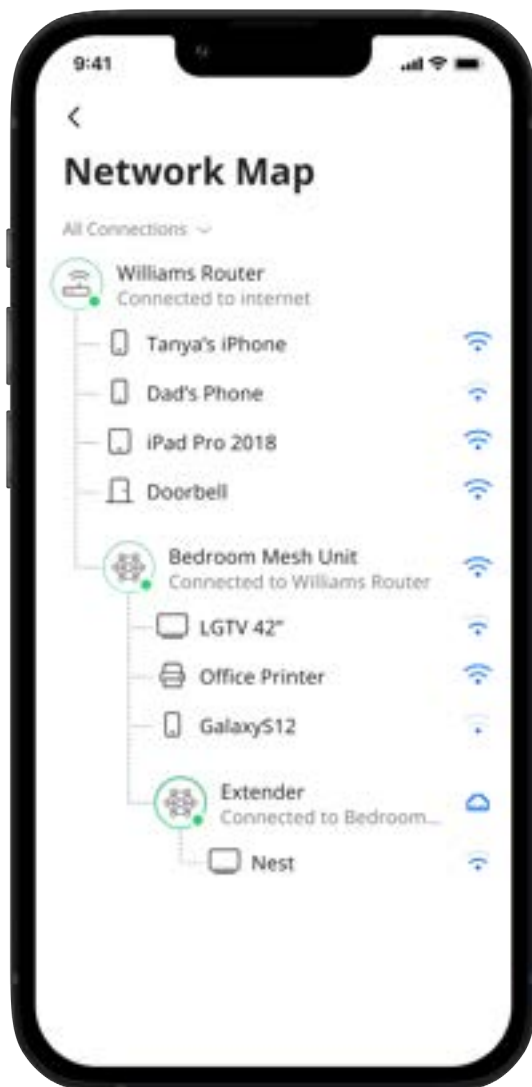 9:41
Network Map
All Connections
Williams Router
Connected to internet
Tanya's iPhone
Dad's Phone
iPad Pro 2018
Doorbell
Bedroom Mesh Unit
Connected to Williams Router
LGTV 42"
Office Printer
GalaxyS12
Extender
Connected to Bedroom...
Nest